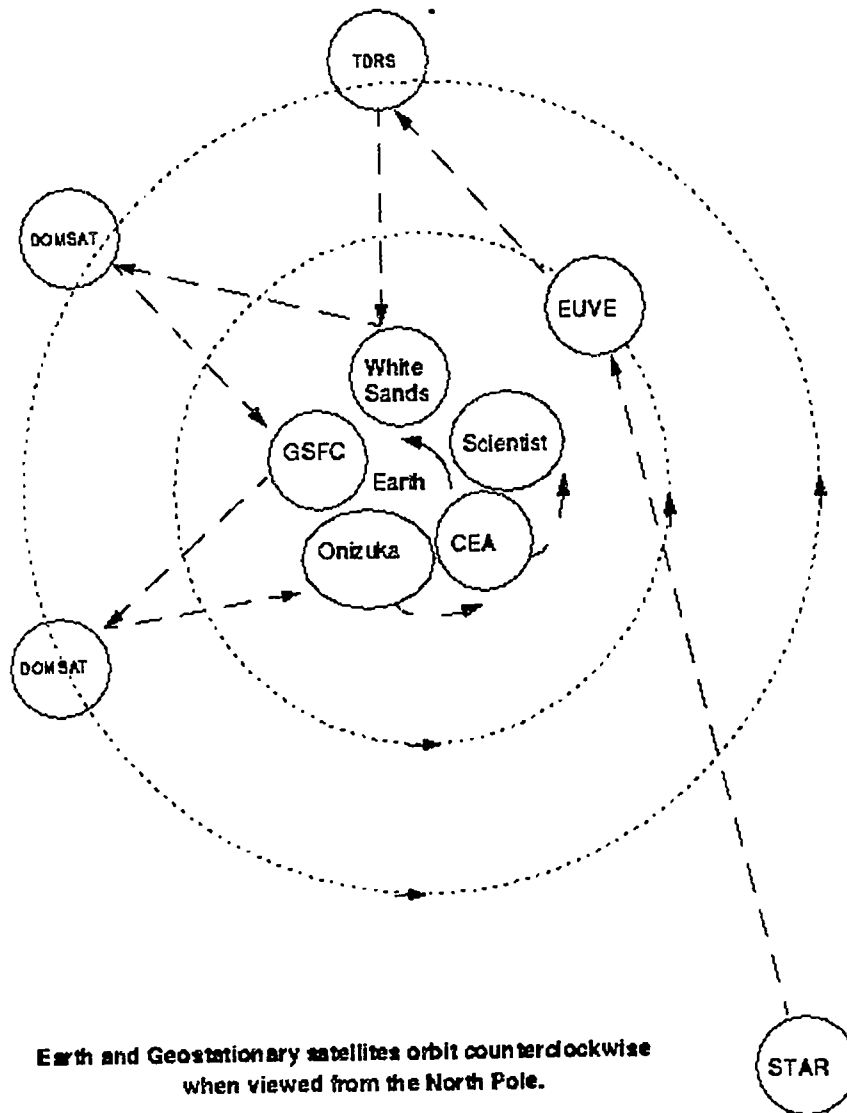 TDRS
DOMSAT
EUVE
White
Sands
Scientist
GSFC
Earth
CEA
Onizuka
DOMSAT
STAR
Earth and Geostationary satellites orbit counterclockwise
when viewed from the North Pole.